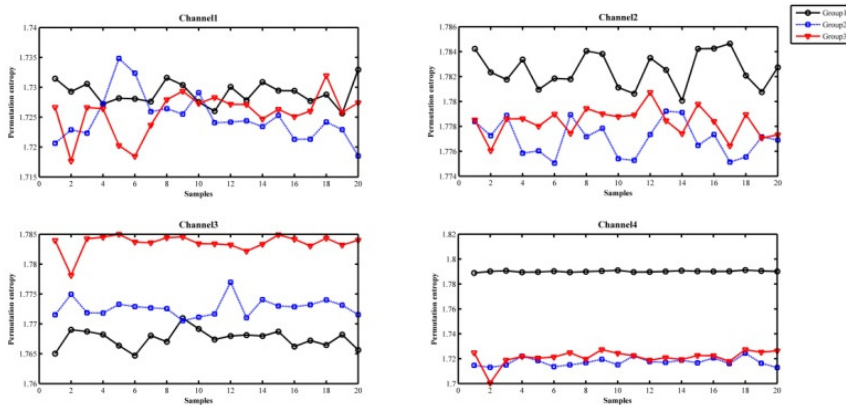 Channel1
1.74
1.735
1.73
1.725
1.72
1.715
Permutation entropy
0 2 4 6 8 10 12 14 16 18 20
Samples
Channel2
1.786
1.784
1.782
1.78
1.778
1.776
1.774
Permutation entropy
0 2 4 6 8 10 12 14 16 18 20
Samples
Group1
Group2
Group3
Channel3
1.785
1.78
1.775
1.77
1.765
1.76
Permutation entropy
0 2 4 6 8 10 12 14 16 18 20
Samples
Channel4
1.82
1.8
1.78
1.76
1.74
1.72
1.7
Permutation entropy
0 2 4 6 8 10 12 14 16 18 20
Samples